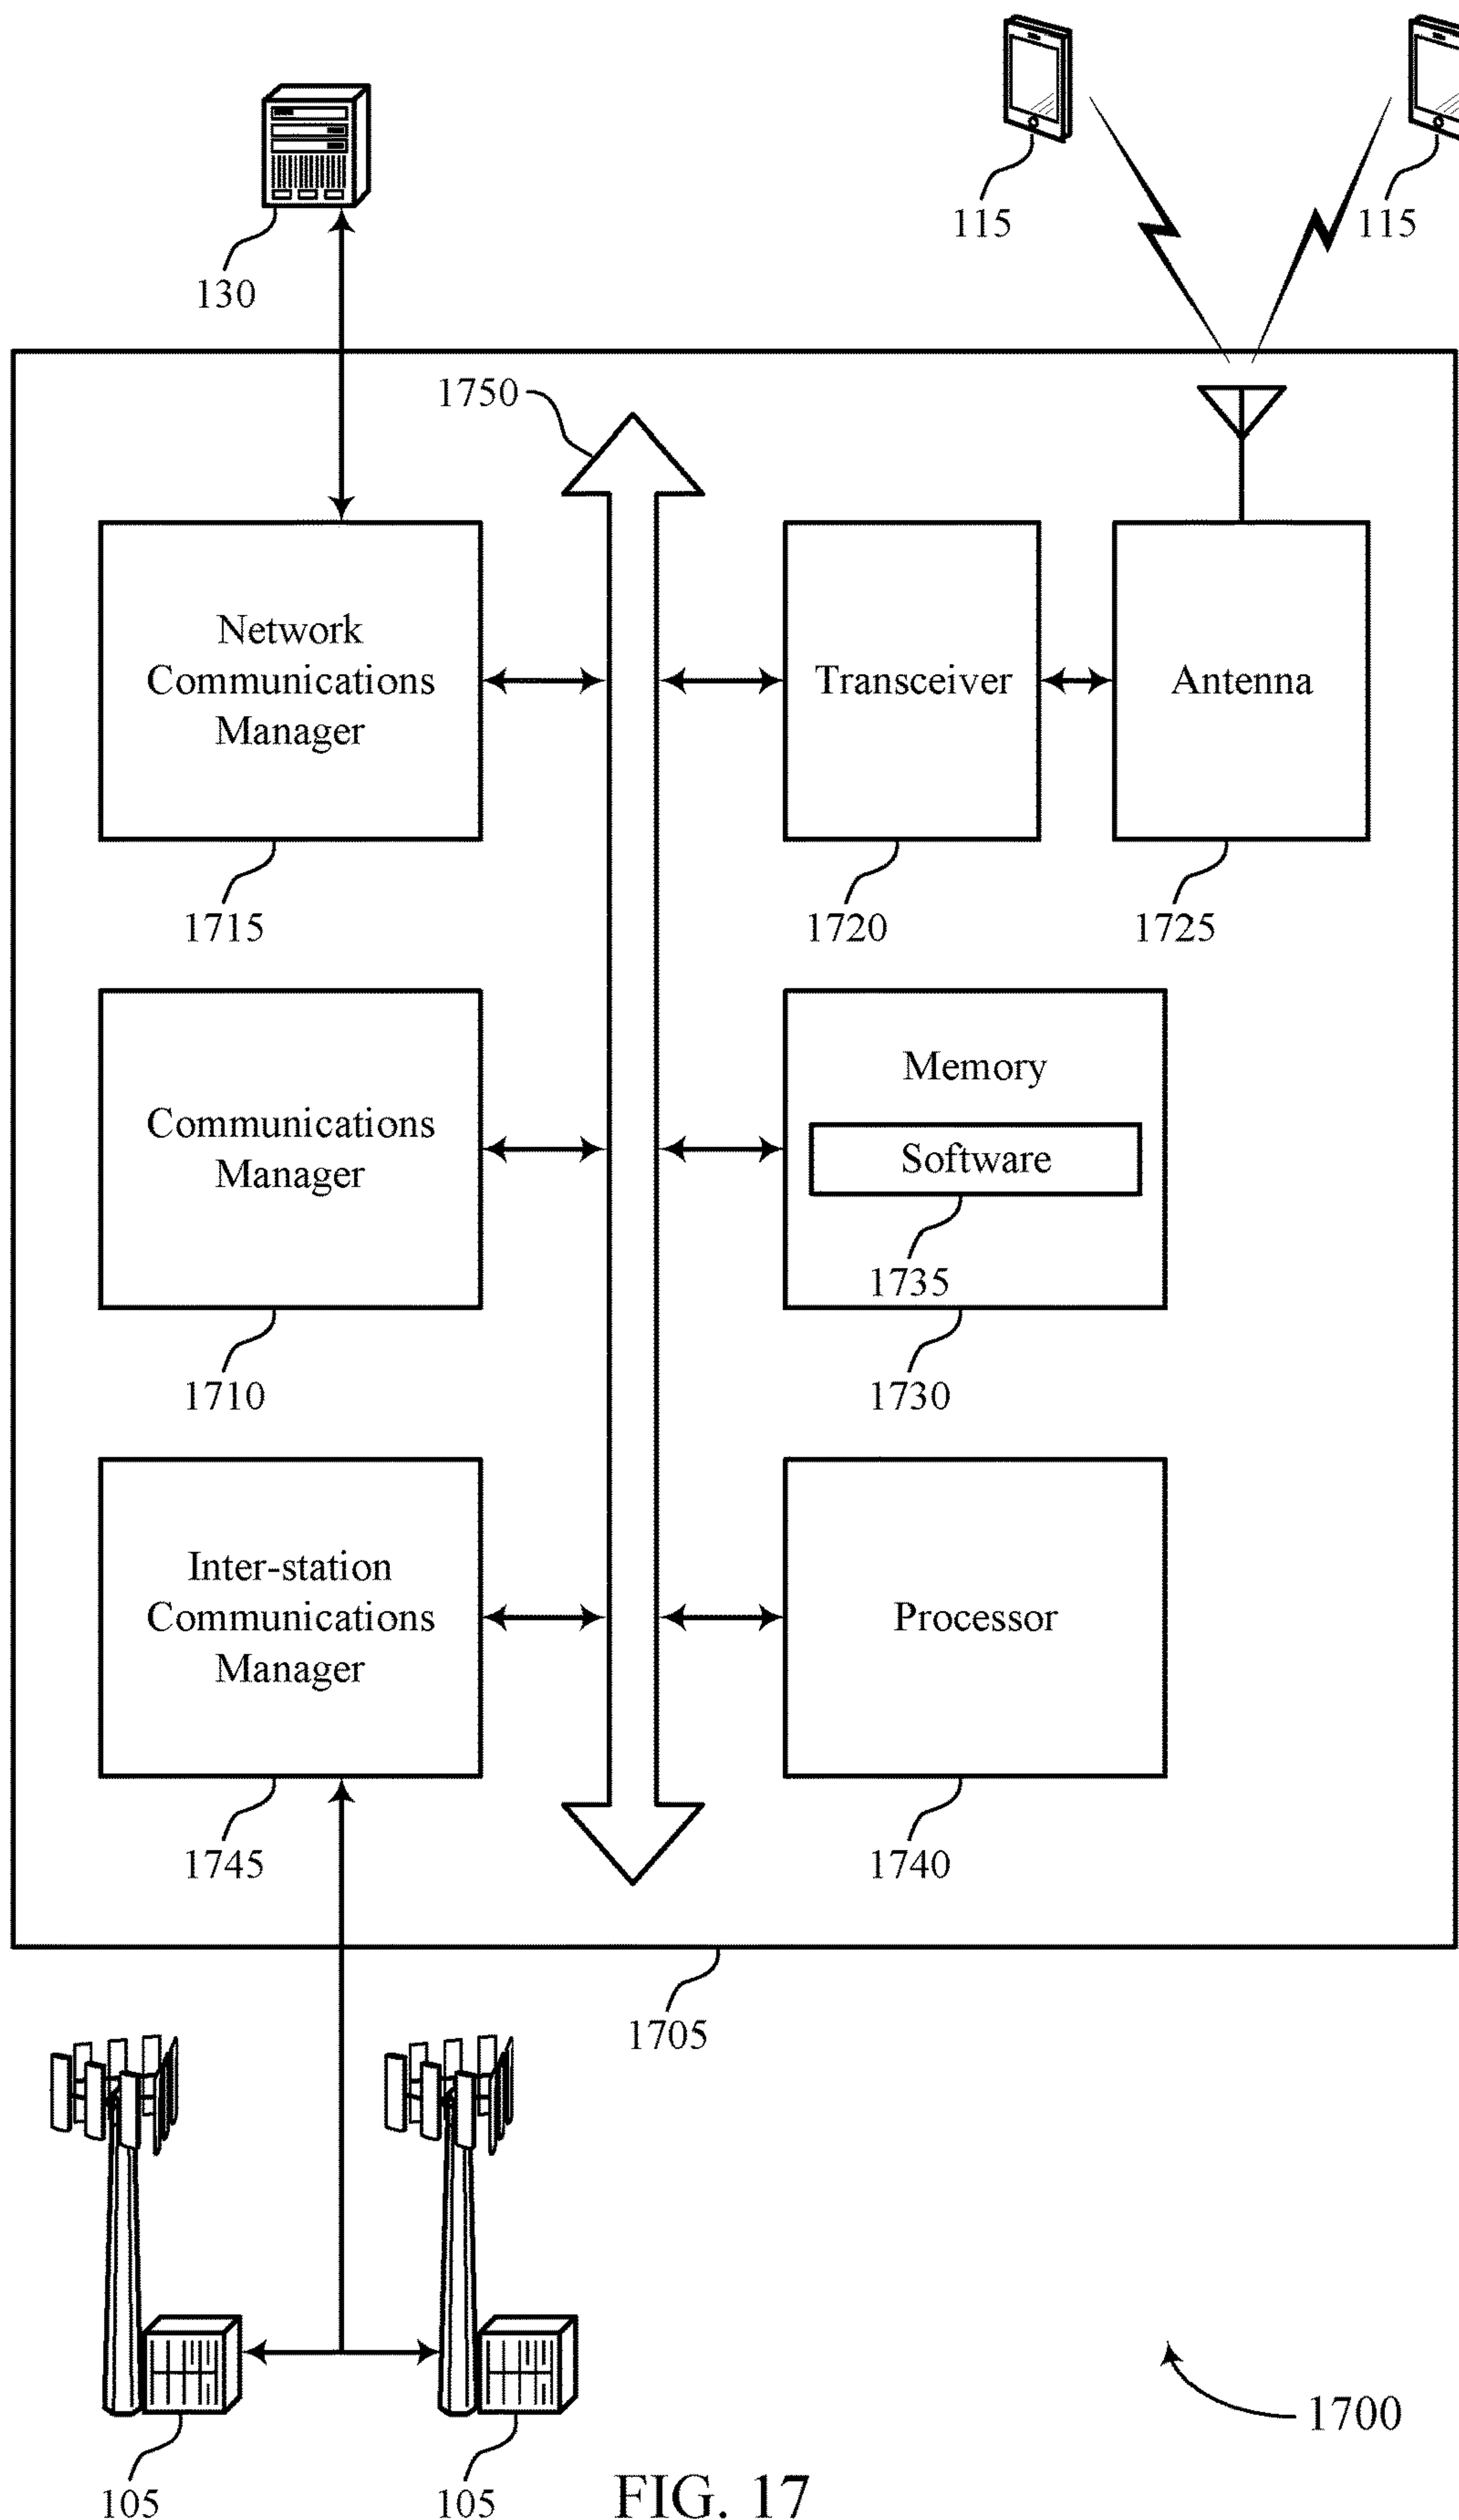 115
115
130
1750
Network
Communications
Manager
Transceiver
Antenna
1715
1720
1725
Communications
Manager
Memory
Software
1735
1710
1730
Inter-station
Communications
Manager
Processor
1745
1740
1705
1700
105
105
FIG. 17